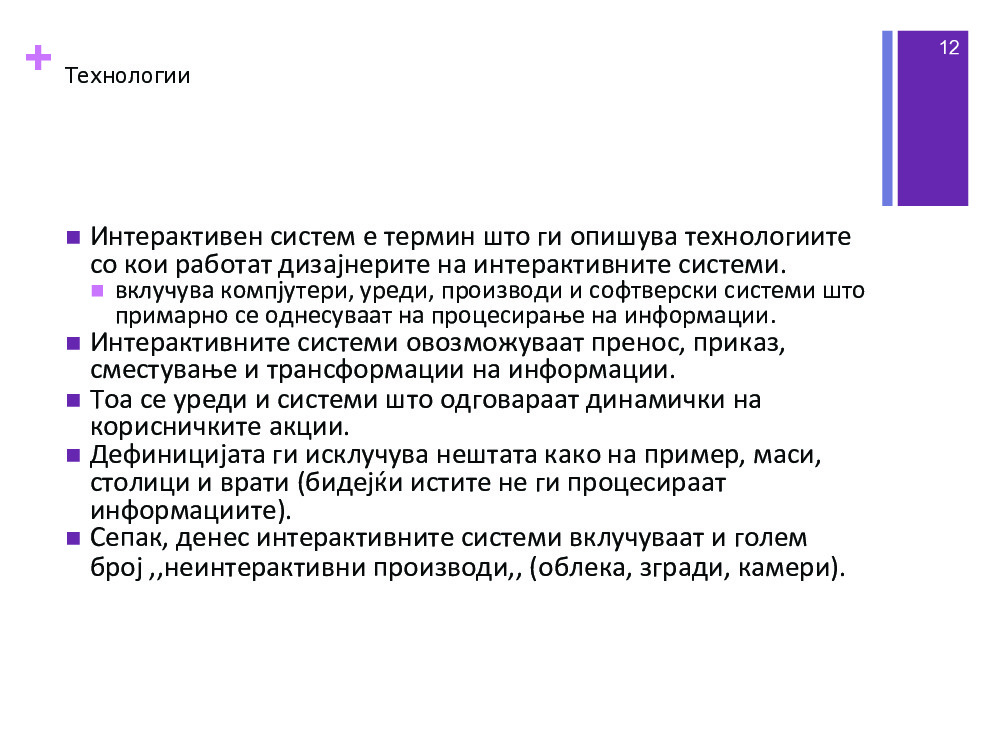 12
Технологии
Интерактивен систем е термин што ги опишува технологиите
со кои работат дизајнерите на интерактивните системи.
вклучува компјутери, уреди, производи и софтверски системи што
примарно се однесуваат на процесирање на информации.
Интерактивните системи овозможуваат пренос, приказ,
сместување и трансформации на информации.
Тоа се уреди и системи што одговараат динамички на
корисничките акции.
Дефиницијата ги исклучува нештата како на пример, маси,
столици и врати (бидејќи истите не ги процесираат
информациите).
Сепак, денес интерактивните системи вклучуваат и голем
број ,,неинтерактивни производи,, (облека, згради, камери).